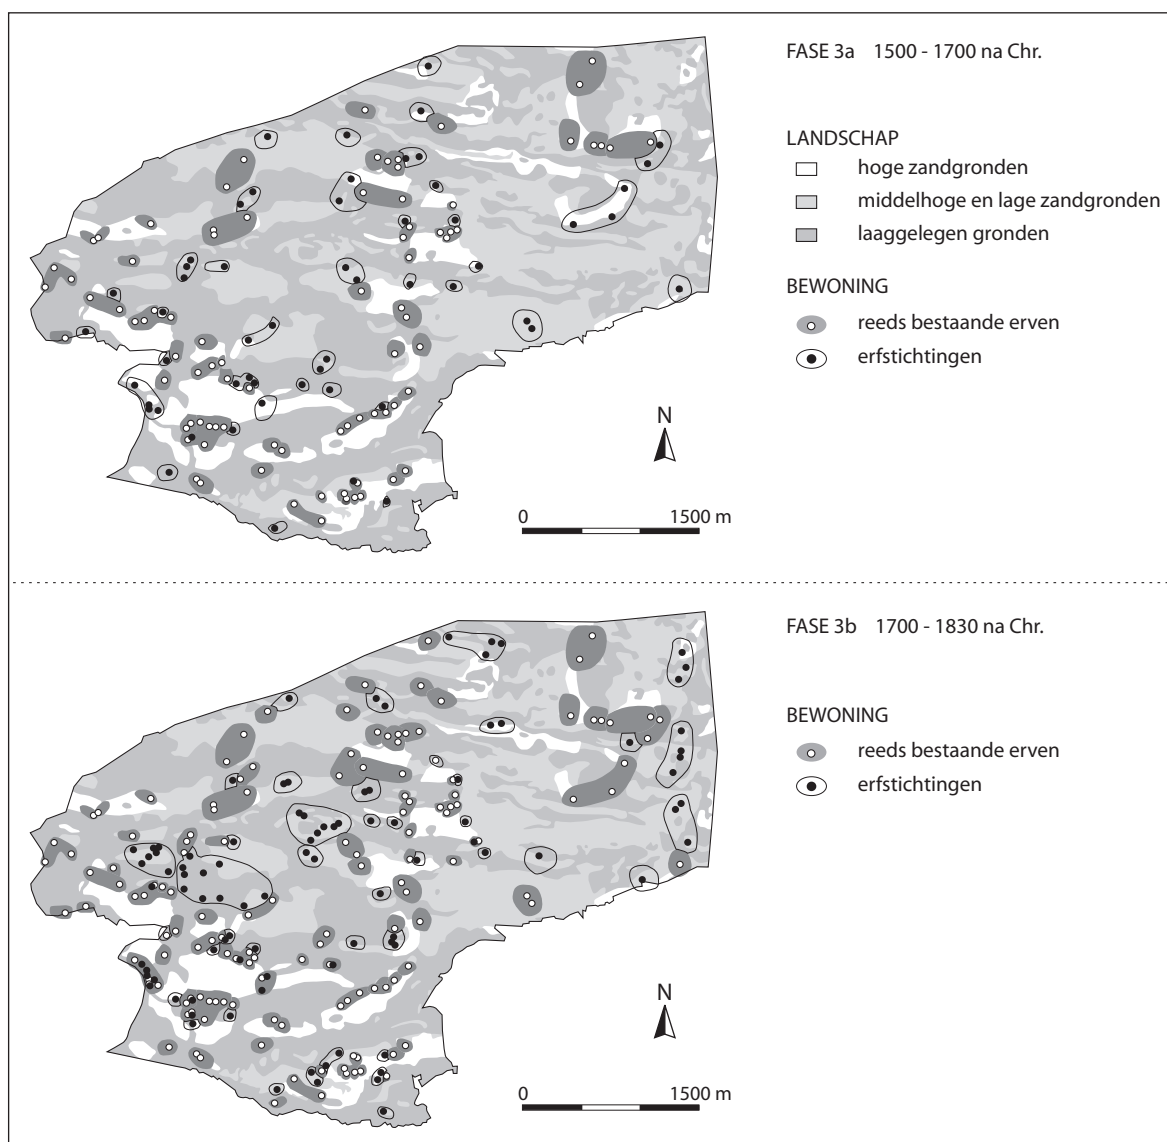 FASE 3a 1500 - 1700 na Chr.
LANDSCHAP
hoge zandgronden
middelhoge en lage zandgronden
laaggelegen gronden
BEWONING
reeds bestaande erven
erfstichtingen
N
0 1500 m
FASE 3b 1700 - 1830 na Chr.
BEWONING
reeds bestaande erven
erfstichtingen
N
0 1500 m